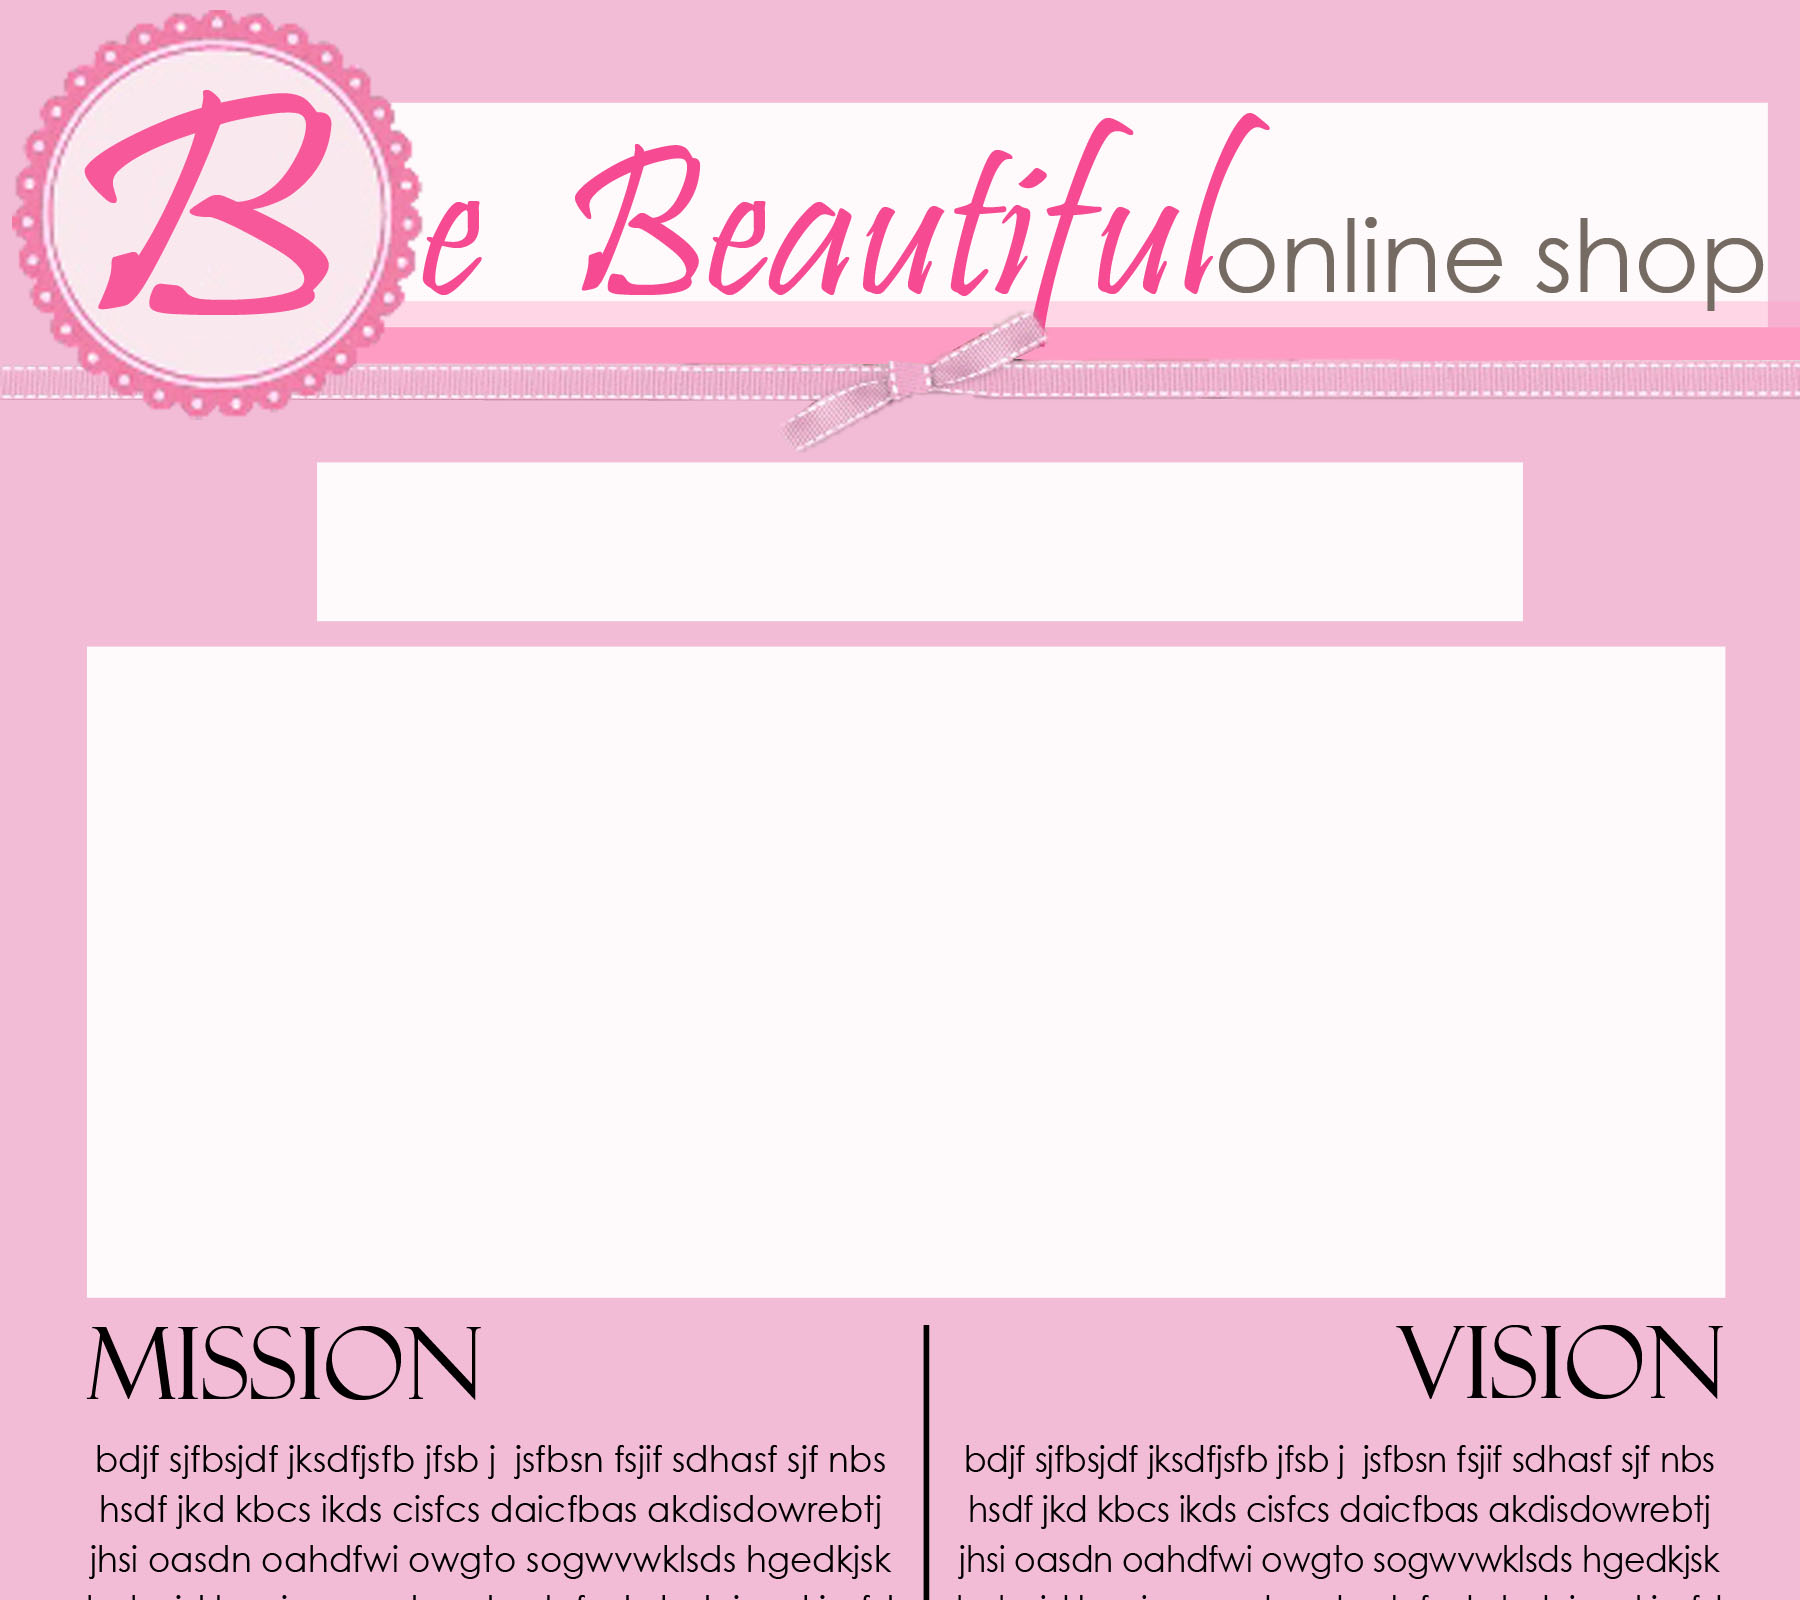 Be Beautiful online shop
MISSION
VISION
bdjf sjfbsjdf jksdfjsfb jfsb j jsfbsn fsjif sdhasf sjf nbs
hsdf jkd kbcs ikds cisfcs daicfbas akdisdowrebtj
jhsi oasdn oahdfwi owgto sogwvwklsds hgedkjsk
bdjf sjfbsjdf jksdfjsfb jfsb j jsfbsn fsjif sdhasf sjf nbs
hsdf jkd kbcs ikds cisfcs daicfbas akdisdowrebtj
jhsi oasdn oahdfwi owgto sogwvwklsds hgedkjsk